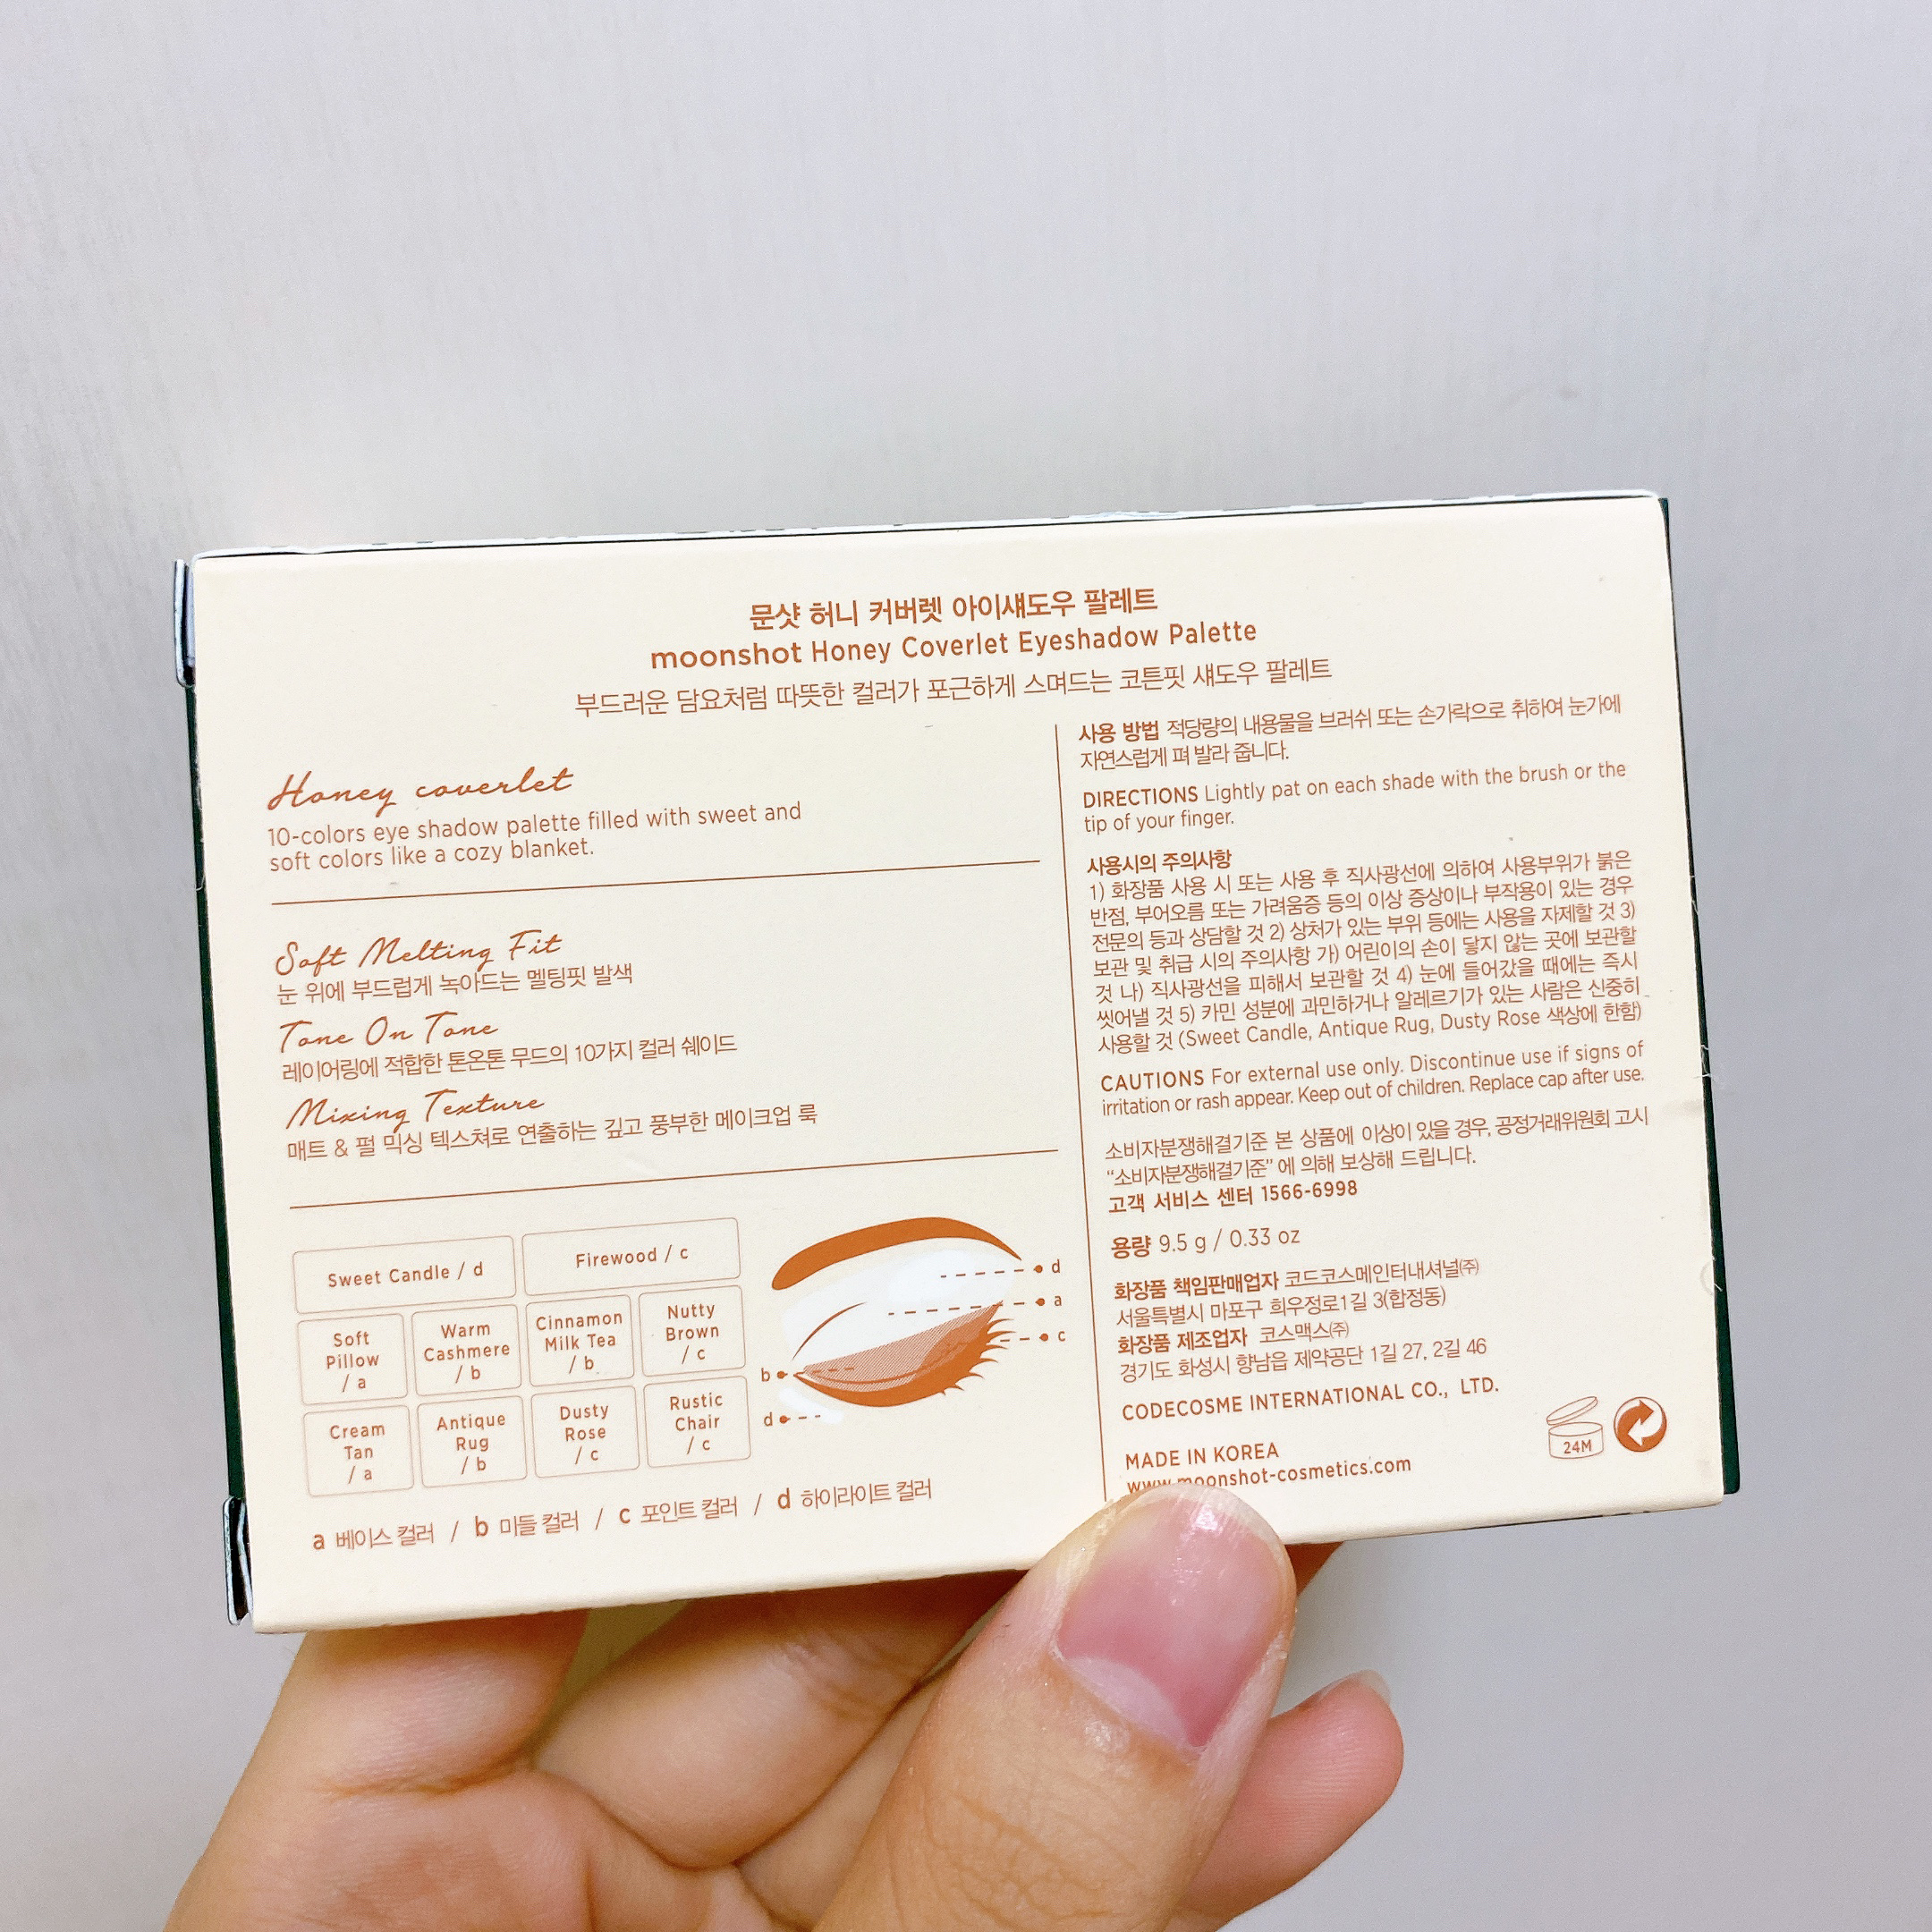 문샷 허니 커버렛 아이섀도우 팔레트
moonshot Honey Coverlet Eyeshadow Palette
부드러운 담요처럼 따뜻한 컬러가 포근하게 스며드는 코튼핏 섀도우 팔레트
Honey coverlet
10-colors eye shadow palette filled with sweet and
soft colors like a cozy blanket.
Soft Melting Fit
눈 위에 부드럽게 녹아드는 멜팅핏 발색
Tone On Tone
레이어링에 적합한 톤온톤 무드의 10가지 컬러 쉐이드
Mixing Texture
매트 & 펄 믹싱 텍스쳐로 연출하는 깊고 풍부한 메이크업 룩
Sweet Candle / d
Firewood / c
Soft
Pillow
/ a
Warm
Cashmere
/ b
Cinnamon
Milk Tea
/ b
Nutty
Brown
/ c
Cream
Tan
/ a
Antique
Rug
/ b
Dusty
Rose
/ c
Rustic
Chair
/ c
d
a
c
b
d
a 베이스 컬러 / b 미들 컬러 / c 포인트 컬러 / d 하이라이트 컬러
사용 방법 적당량의 내용물을 브러쉬 또는 손가락으로 취하여 눈가에
자연스럽게 펴 발라 줍니다.
DIRECTIONS Lightly pat on each shade with the brush or the
tip of your finger.
사용시의 주의사항
1) 화장품 사용 시 또는 사용 후 직사광선에 의하여 사용부위가 붉은
반점, 부어오름 또는 가려움증 등의 이상 증상이나 부작용이 있는 경우
전문의 등과 상담할 것 2) 상처가 있는 부위 등에는 사용을 자제할 것 3)
보관 및 취급 시의 주의사항 가) 어린이의 손이 닿지 않는 곳에 보관할
것 나) 직사광선을 피해서 보관할 것 4) 눈에 들어갔을 때에는 즉시
씻어낼 것 5) 카민 성분에 과민하거나 알레르기가 있는 사람은 신중히
사용할 것 (Sweet Candle, Antique Rug, Dusty Rose 색상에 한함)
CAUTIONS For external use only. Discontinue use if signs of
irritation or rash appear. Keep out of children. Replace cap after use.
소비자분쟁해결기준 본 상품에 이상이 있을 경우, 공정거래위원회 고시
“소비자분쟁해결기준” 에 의해 보상해 드립니다.
고객 서비스 센터 1566-6998
용량 9.5 g / 0.33 oz
화장품 책임판매업자 코드코스메인터내셔널㈜
서울특별시 마포구 희우정로1길 3(합정동)
화장품 제조업자 코스맥스㈜
경기도 화성시 향남읍 제약공단 1길 27, 2길 46
CODECOSME INTERNATIONAL CO., LTD.
MADE IN KOREA
www.moonshot-cosmetics.com
24M